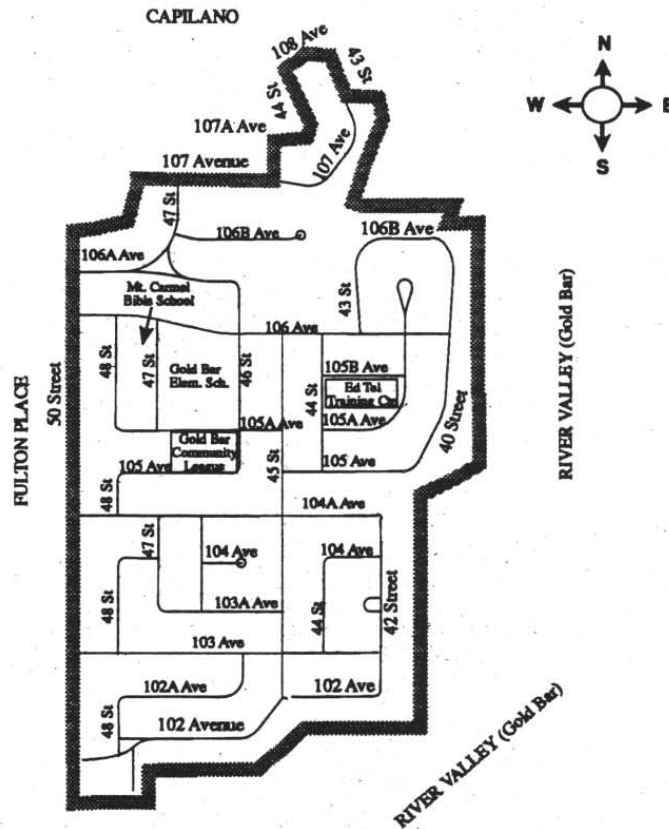 CAPILANO
108 Ave
43 St
44 St
N
W
E
S
107A Ave
107 Avenue
107 Ave
47 St
106B Ave
106B Ave
106A Ave
Mt. Carmel
Bible School
43 St
106 Ave
48 St
47 St
Gold Bar
Elem. Sch.
46 St
105B Ave
44 St
Ed Tel
Training Ctr.
105A Ave
105A Ave
40 Street
50 Street
FULTON PLACE
RIVER VALLEY (Gold Bar)
Gold Bar
Community
League
105 Ave
45 St
105 Ave
48 St
104A Ave
47 St
104 Ave
104 Ave
48 St
103A Ave
44 St
42 Street
103 Ave
102A Ave
102 Ave
48 St
102 Avenue
RIVER VALLEY (Gold Bar)